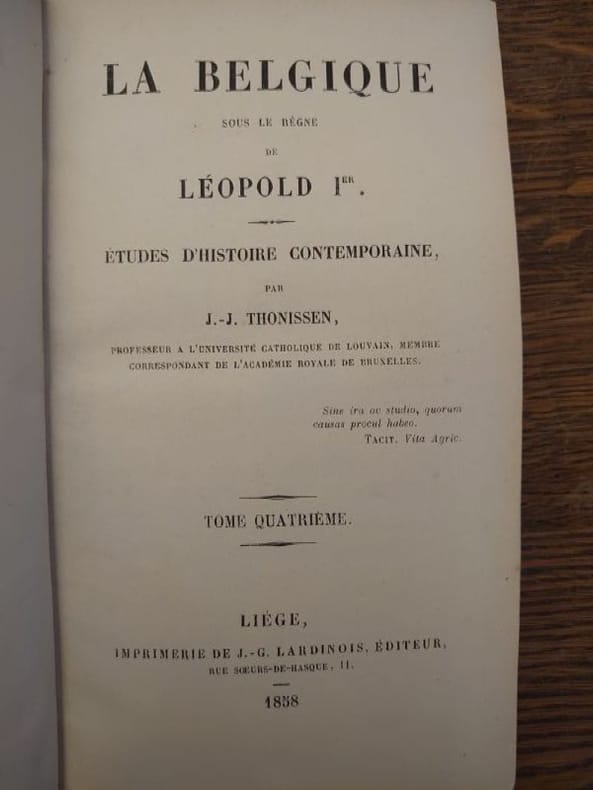 LA BELGIQUE
SOUS LE RÈGNE
DE
LÉOPOLD IER.
ÉTUDES D'HISTOIRE CONTEMPORAINE,
PAR
J.-J. THONISSEN,
PROFESSEUR A L'UNIVERSITÉ CATHOLIQUE DE LOUVAIN, MEMBRE
CORRESPONDANT DE L'ACADÉMIE ROYALE DE BRUXELLES.
Sine ira ac studio, quorum
causas procul habeo.
TACIT. Vita Agric.
TOME QUATRIÈME.
LIÉGE,
IMPRIMERIE DE J.-G. LARDINOIS, ÉDITEUR,
RUE SŒURS-DE-HASQUE, 11.
1858